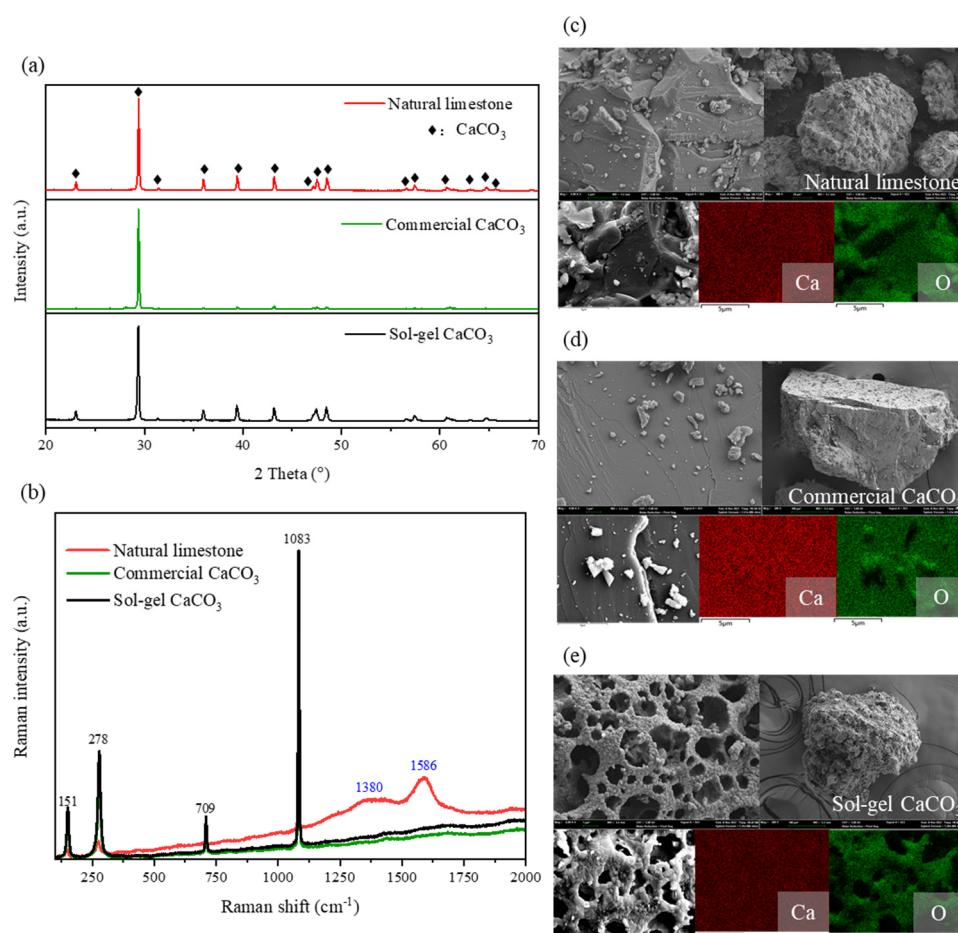 (a)
Natural limestone
♦: CaCO₃
Commercial CaCO₃
Sol-gel CaCO₃
Intensity (a.u.)
20 30 40 50 60 70
2 Theta (°)
(b)
Natural limestone
Commercial CaCO₃
Sol-gel CaCO₃
1083
278
151
709
1380
1586
Raman intensity (a.u.)
250 500 750 1000 1250 1500 1750 2000
Raman shift (cm⁻¹)
(c)
Natural limestone
Ca
O
5μm
5μm
(d)
Commercial CaCO
Ca
O
5μm
5μm
(e)
Sol-gel CaCO
Ca
O